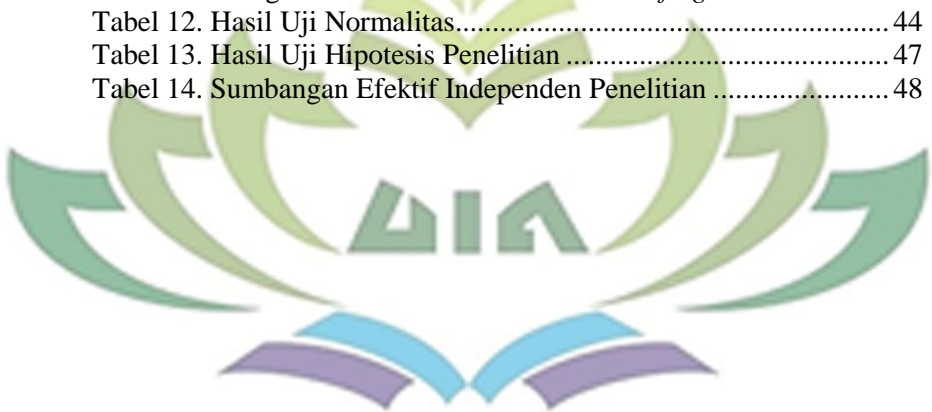 Tabel 12. Hasil Uji Normalitas.................................................................. 44
Tabel 13. Hasil Uji Hipotesis Penelitian ................................................ 47
Tabel 14. Sumbangan Efektif Independen Penelitian ........................ 48
UIN